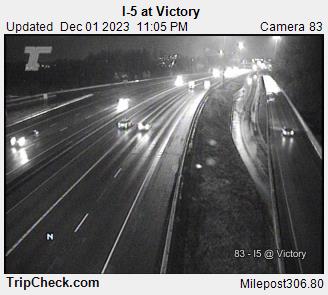 I-5 at Victory
Updated Dec 01 2023 11:05 PM Camera 83
T
N
83 - I5 @ Victory
TripCheck.com Milepost306.80